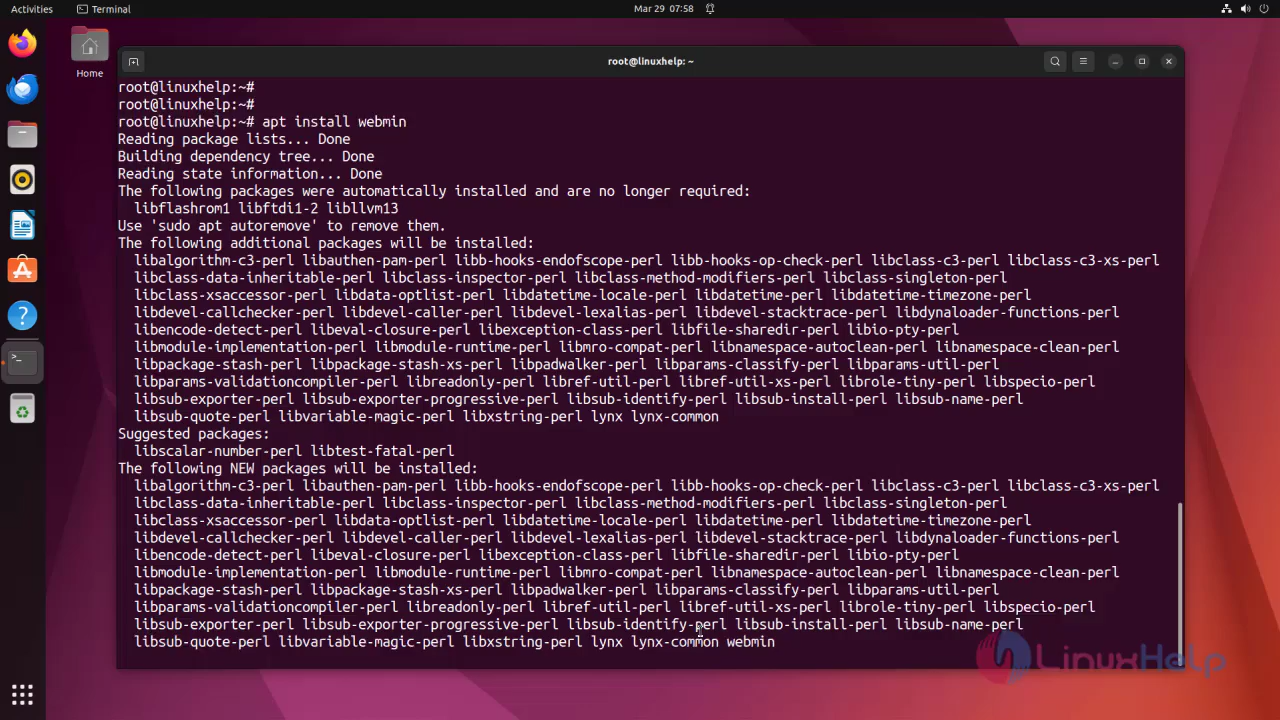 Activities Terminal Mar 29 07:58
Home
root@linuxhelp: ~
root@linuxhelp:~#
root@linuxhelp:~#
root@linuxhelp:~# apt install webmin
Reading package lists... Done
Building dependency tree... Done
Reading state information... Done
The following packages were automatically installed and are no longer required:
libflashrom1 libftdi1-2 libllvm13
Use 'sudo apt autoremove' to remove them.
The following additional packages will be installed:
libalgorithm-c3-perl libauthen-pam-perl libb-hooks-endofscope-perl libb-hooks-op-check-perl libclass-c3-perl libclass-c3-xs-perl
libclass-data-inheritable-perl libclass-inspector-perl libclass-method-modifiers-perl libclass-singleton-perl
libclass-xsaccessor-perl libdata-optlist-perl libdatetime-locale-perl libdatetime-perl libdatetime-timezone-perl
libdevel-callchecker-perl libdevel-caller-perl libdevel-lexalias-perl libdevel-stacktrace-perl libdynaloader-functions-perl
libencode-detect-perl libeval-closure-perl libexception-class-perl libfile-sharedir-perl libio-pty-perl
libmodule-implementation-perl libmodule-runtime-perl libmro-compat-perl libnamespace-autoclean-perl libnamespace-clean-perl
libpackage-stash-perl libpackage-stash-xs-perl libpadwalker-perl libparams-classify-perl libparams-util-perl
libparams-validationcompiler-perl libreadonly-perl libref-util-perl libref-util-xs-perl librole-tiny-perl libspecio-perl
libsub-exporter-perl libsub-exporter-progressive-perl libsub-identify-perl libsub-install-perl libsub-name-perl
libsub-quote-perl libvariable-magic-perl libxstring-perl lynx lynx-common
Suggested packages:
libscalar-number-perl libtest-fatal-perl
The following NEW packages will be installed:
libalgorithm-c3-perl libauthen-pam-perl libb-hooks-endofscope-perl libb-hooks-op-check-perl libclass-c3-perl libclass-c3-xs-perl
libclass-data-inheritable-perl libclass-inspector-perl libclass-method-modifiers-perl libclass-singleton-perl
libclass-xsaccessor-perl libdata-optlist-perl libdatetime-locale-perl libdatetime-perl libdatetime-timezone-perl
libdevel-callchecker-perl libdevel-caller-perl libdevel-lexalias-perl libdevel-stacktrace-perl libdynaloader-functions-perl
libencode-detect-perl libeval-closure-perl libexception-class-perl libfile-sharedir-perl libio-pty-perl
libmodule-implementation-perl libmodule-runtime-perl libmro-compat-perl libnamespace-autoclean-perl libnamespace-clean-perl
libpackage-stash-perl libpackage-stash-xs-perl libpadwalker-perl libparams-classify-perl libparams-util-perl
libparams-validationcompiler-perl libreadonly-perl libref-util-perl libref-util-xs-perl librole-tiny-perl libspecio-perl
libsub-exporter-perl libsub-exporter-progressive-perl libsub-identify-perl libsub-install-perl libsub-name-perl
libsub-quote-perl libvariable-magic-perl libxstring-perl lynx lynx-common webmin
LinuxHelp